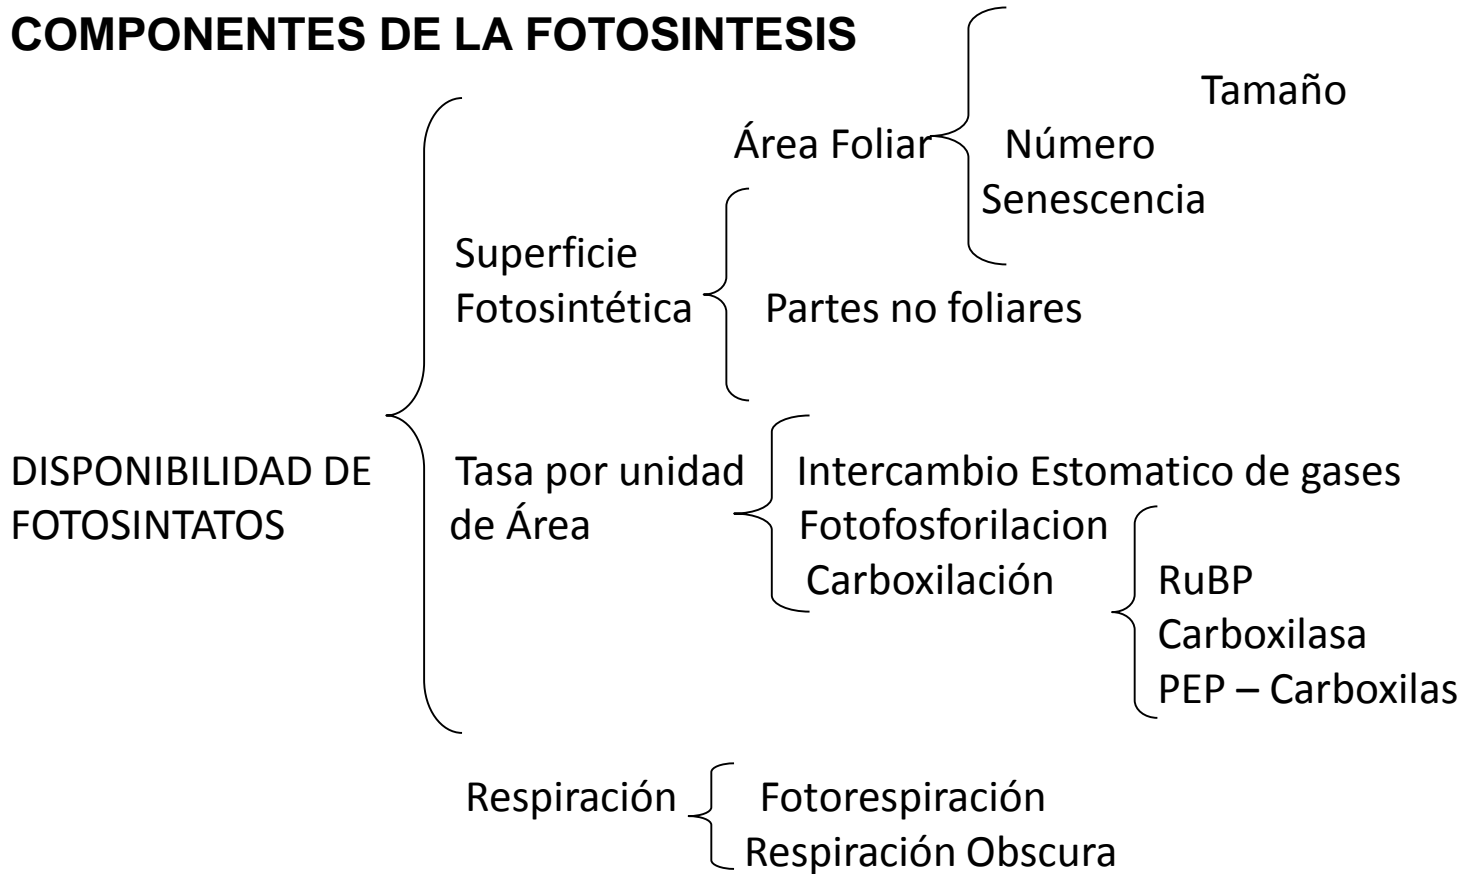 COMPONENTES DE LA FOTOSINTESIS
Tamaño
Área Foliar
Número
Senescencia
Superficie
Fotosintética
Partes no foliares
DISPONIBILIDAD DE
FOTOSINTATOS
Tasa por unidad
de Área
Intercambio Estomatico de gases
Fotofosforilacion
Carboxilación
RuBP
Carboxilasa
PEP – Carboxilas
Respiración
Fotorespiración
Respiración Obscura